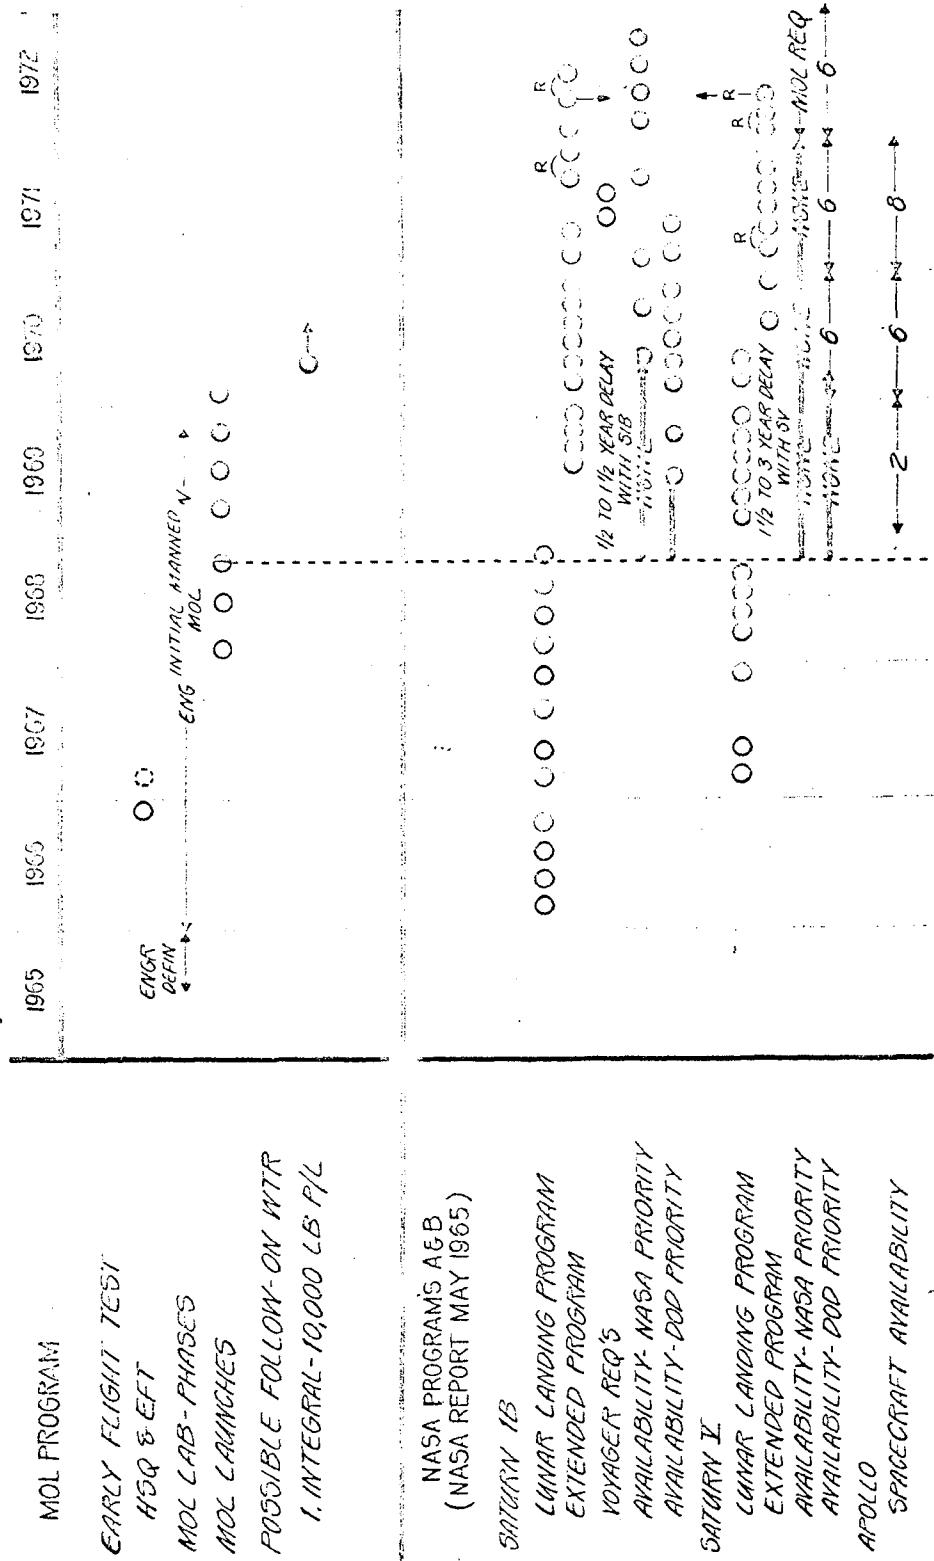 1965 1966 1967 1968 1969 1970 1971 1972
MOL PROGRAM
EARLY FLIGHT TEST
HSQ & EFT
MOL LAB-PHASES
ENGR
DEFIN
ENG
INITIAL MANNED
MOL
MOL LAUNCHES
POSSIBLE FOLLOW-ON WTR
1. INTEGRAL-10,000 LB P/L
NASA PROGRAMS A&B
(NASA REPORT MAY 1965)
SATURN IB
LUNAR LANDING PROGRAM
EXTENDED PROGRAM
R R
VOYAGER REQ'S
1/2 TO 1 1/2 YEAR DELAY
WITH SIB
AVAILABILITY-NASA PRIORITY
NONE
AVAILABILITY-DOD PRIORITY
SATURN V
LUNAR LANDING PROGRAM
EXTENDED PROGRAM
R R R
1 1/2 TO 3 YEAR DELAY
WITH SV
AVAILABILITY-NASA PRIORITY
NONE NONE NONE MOL REQ
AVAILABILITY-DOD PRIORITY
NONE 6 6 6
APOLLO
SPACECRAFT AVAILABILITY
2 6 8